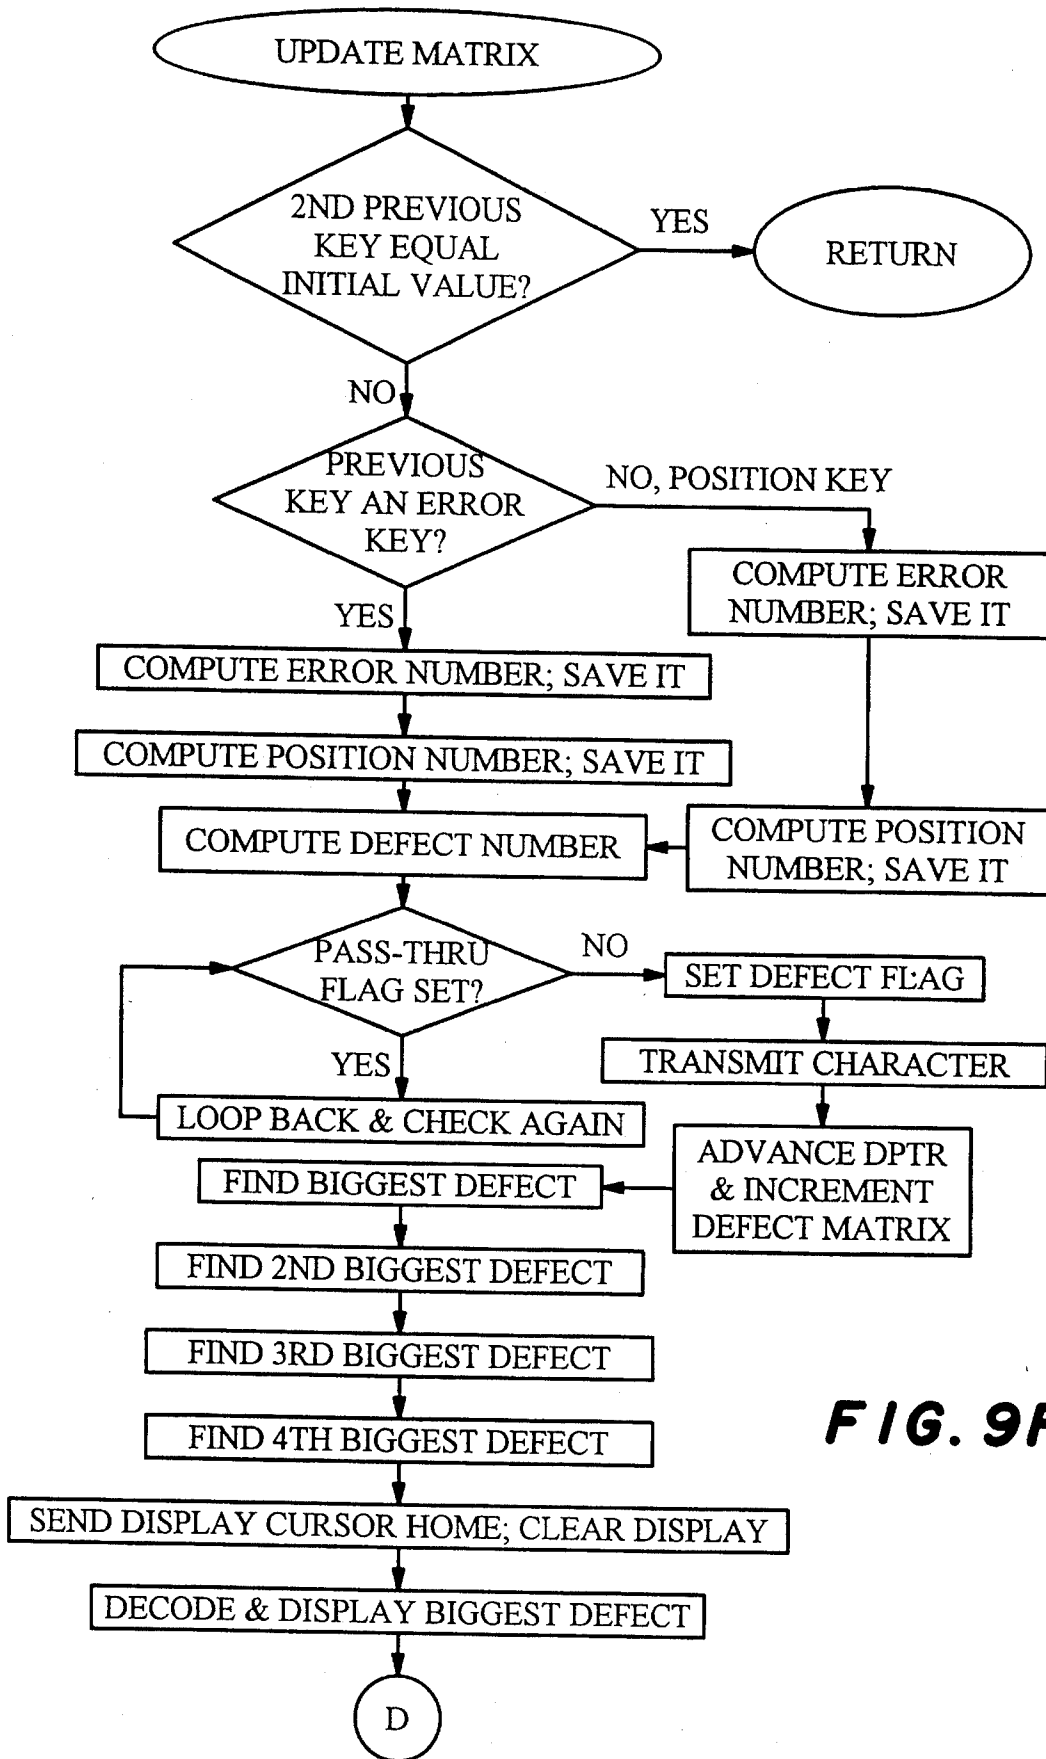 UPDATE MATRIX
2ND PREVIOUS
KEY EQUAL
INITIAL VALUE?
YES
RETURN
NO
PREVIOUS
KEY AN ERROR
KEY?
NO, POSITION KEY
COMPUTE ERROR
NUMBER; SAVE IT
YES
COMPUTE ERROR NUMBER; SAVE IT
COMPUTE POSITION NUMBER; SAVE IT
COMPUTE DEFECT NUMBER
COMPUTE POSITION
NUMBER; SAVE IT
PASS-THRU
FLAG SET?
NO
SET DEFECT FLAG
TRANSMIT CHARACTER
YES
LOOP BACK & CHECK AGAIN
ADVANCE DPTR
& INCREMENT
DEFECT MATRIX
FIND BIGGEST DEFECT
FIND 2ND BIGGEST DEFECT
FIND 3RD BIGGEST DEFECT
FIND 4TH BIGGEST DEFECT
FIG.
SEND DISPLAY CURSOR HOME; CLEAR DISPLAY
DECODE & DISPLAY BIGGEST DEFECT
D